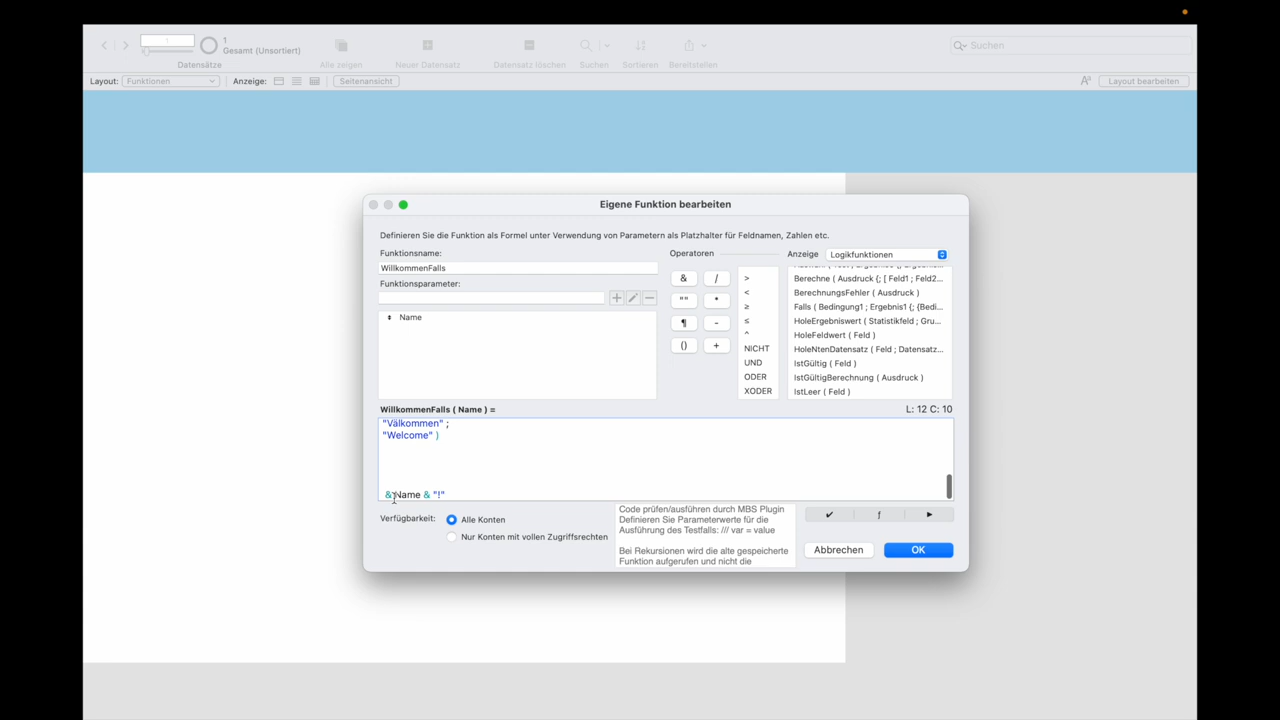 1
Gesamt (Unsortiert)
Datensätze
Alle zeigen
Neuer Datensatz
Datensatz löschen
Suchen
Sortieren
Bereitstellen
Suchen
Layout: Funktionen
Anzeige:
Seitenansicht
Layout bearbeiten
Eigene Funktion bearbeiten
Definieren Sie die Funktion als Formel unter Verwendung von Parametern als Platzhalter für Feldnamen, Zahlen etc.
Funktionsname:
WillkommenFalls
Funktionsparameter:
Name
Operatoren
& /
"" *
¶ -
() +
>
<
≥
≤
^
NICHT
UND
ODER
XODER
Anzeige Logikfunktionen
Berechne ( Ausdruck {; [ Feld1 ; Feld2...
BerechnungsFehler ( Ausdruck )
Falls ( Bedingung1 ; Ergebnis1 {; {Bedi...
HoleErgebniswert ( Statistikfeld ; Gru...
HoleFeldwert ( Feld )
HoleNtenDatensatz ( Feld ; Datensatz...
IstGültig ( Feld )
IstGültigBerechnung ( Ausdruck )
IstLeer ( Feld )
WillkommenFalls ( Name ) =
L: 12 C: 10
"Välkommen" ;
"Welcome" )
& Name & "!"
Verfügbarkeit:
Alle Konten
Nur Konten mit vollen Zugriffsrechten
Code prüfen/ausführen durch MBS Plugin
Definieren Sie Parameterwerte für die
Ausführung des Testfalls: /// var = value
Bei Rekursionen wird die alte gespeicherte
Funktion aufgerufen und nicht die
Abbrechen
OK